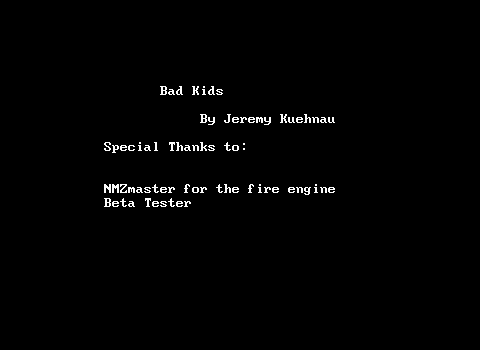 Bad Kids
By Jeremy Kuehnau
Special Thanks to:
NMZmaster for the fire engine
Beta Tester